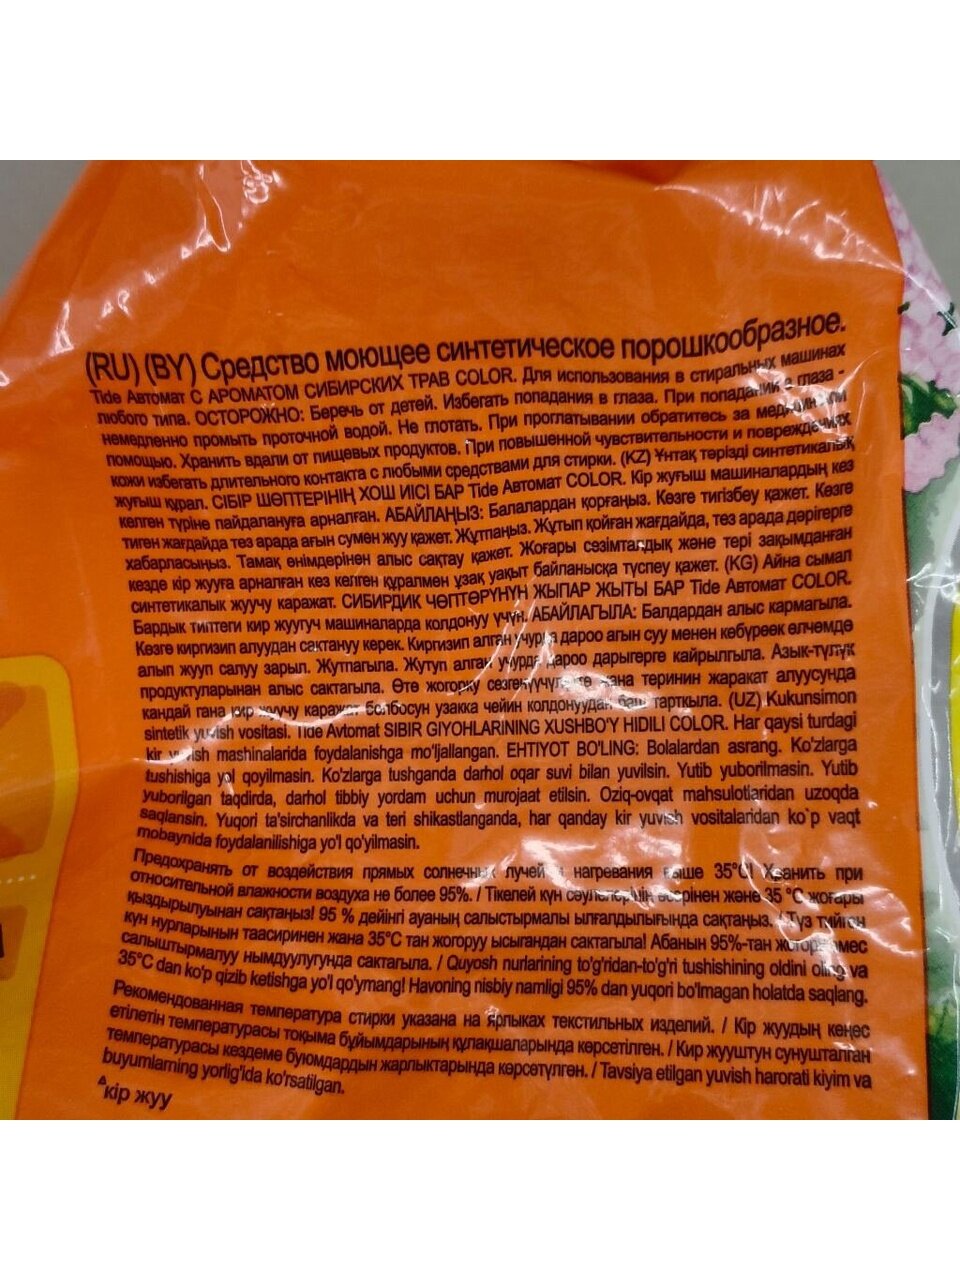 (RU) (BY) Средство моющее синтетическое порошкообразное.
Tide Автомат С АРОМАТОМ СИБИРСКИХ ТРАВ COLOR. Для использования в стиральных машинах
любого типа. ОСТОРОЖНО: Беречь от детей. Избегать попадания в глаза. При попадании в глаза -
немедленно промыть проточной водой. Не глотать. При проглатывании обратитесь за медицинской
помощью. Хранить вдали от пищевых продуктов. При повышенной чувствительности и повреждениях
кожи избегать длительного контакта с любыми средствами для стирки. (KZ) Ұнтақ тәрізді синтетикалық
жуғыш құрал. СІБІР ШӨПТЕРІНІҢ ХОШ ИІСІ БАР Tide Автомат COLOR. Кір жуғыш машиналардың кез
келген түріне пайдалануға арналған. АБАЙЛАҢЫЗ: Балалардан қорғаңыз. Көзге тигізбеу қажет. Көзге
тиген жағдайда тез арада ағын сумен жуу қажет. Жұтпаңыз. Жұтып қойған жағдайда, тез арада дәрігерге
хабарласыңыз. Тамақ өнімдерінен алыс сақтау қажет. Жоғары сезімталдық және тері зақымданған
кезде кір жууға арналған кез келген құралмен ұзақ уақыт байланысқа түспеу қажет. (KG) Айна сымал
синтетикалык жуучу каражат. СИБИРДИК ЧӨПТӨРҮНҮН ЖЫПАР ЖЫТЫ БАР Tide Автомат COLOR.
Бардык типтеги кир жуугуч машиналарда колдонуу үчүн. АБАЙЛАГЫЛА: Балдардан алыс кармагыла.
Көзге киргизип алуудан сактануу керек. Киргизип алган учурда дароо агын суу менен көбүрөөк өлчөмдө
алып жууп салуу зарыл. Жутпагыла. Жутуп алган учурда дароо дарыгерге кайрылгыла. Азык-түлүк
продуктыларынан алыс сактагыла. Өте жогорку сезгенүүчүлүктө жана теринин жаракат алуусунда
кандай гана кир жуучу каражат болбосун узакка чейин колдонуудан баш тарткыла. (UZ) Kukunsimon
sintetik yuvish vositasi. Tide Avtomat SIBIR GIYOHLARINING XUSHBO'Y HIDILI COLOR. Har qaysi turdagi
kir yuvish mashinalarida foydalanishga mo'ljallangan. EHTIYOT BO'LING: Bolalardan asrang. Ko'zlarga
tushishiga yo'l qoyilmasin. Ko'zlarga tushganda darhol oqar suvi bilan yuvilsin. Yutib yuborilmasin. Yutib
yuborilgan taqdirda, darhol tibbiy yordam uchun murojaat etilsin. Oziq-ovqat mahsulotlaridan uzoqda
saqlansin. Yuqori ta'sirchanlikda va teri shikastlanganda, har qanday kir yuvish vositalaridan ko`p vaqt
mobaynida foydalanilishiga yo'l qo'yilmasin.
Предохранять от воздействия прямых солнечных лучей и нагревания выше 35°С! Хранить при
относительной влажности воздуха не более 95%. / Тікелей күн сәулелерінің әсерінен және 35 °С жоғары
қыздырылуынан сақтаңыз! 95 % дейінгі ауаның салыстырмалы ылғалдылығында сақтаңыз. / Түз тийген
күн нурларынын таасиринен жана 35°С тан жогоруу ысыгандан сактагыла! Абанын 95%-тан жогору эмес
салыштырмалуу нымдуулугунда сактагыла. / Quyosh nurlarining to'g'ridan-to'g'ri tushishining oldini oling va
35°C dan ko'p qizib ketishga yo'l qo'ymang! Havoning nisbiy namligi 95% dan yuqori bo'lmagan holatda saqlang.
Рекомендованная температура стирки указана на ярлыках текстильных изделий. / Кір жуудың кеңес
етілетін температурасы тоқыма бұйымдарының құлақшаларында көрсетілген. / Кир жууштун сунушталган
температурасы кездеме буюмдардын жарлыктарында көрсөтүлгөн. / Tavsiya etilgan yuvish harorati kiyim va
buyumlarning yorlig'ida ko'rsatilgan.
кір жуу